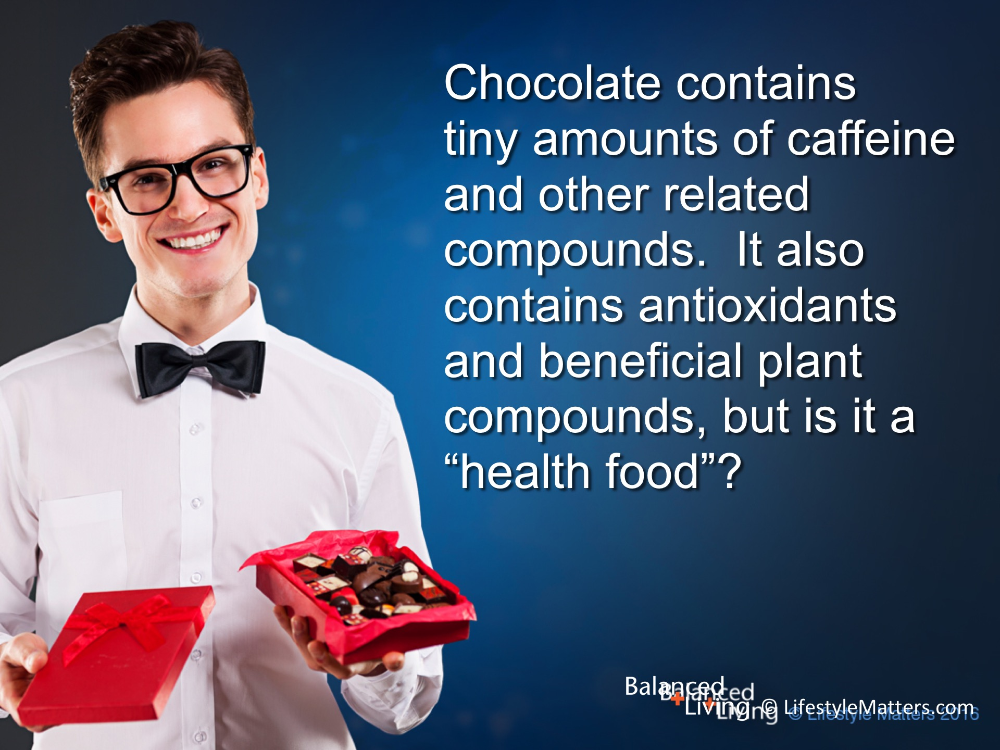 Chocolate contains
tiny amounts of caffeine
and other related
compounds.  It also
contains antioxidants
and beneficial plant
compounds, but is it a
“health food”?
Balanced
Balanced
Living © LifestyleMatters.com
Living © Lifestyle Matters 2016